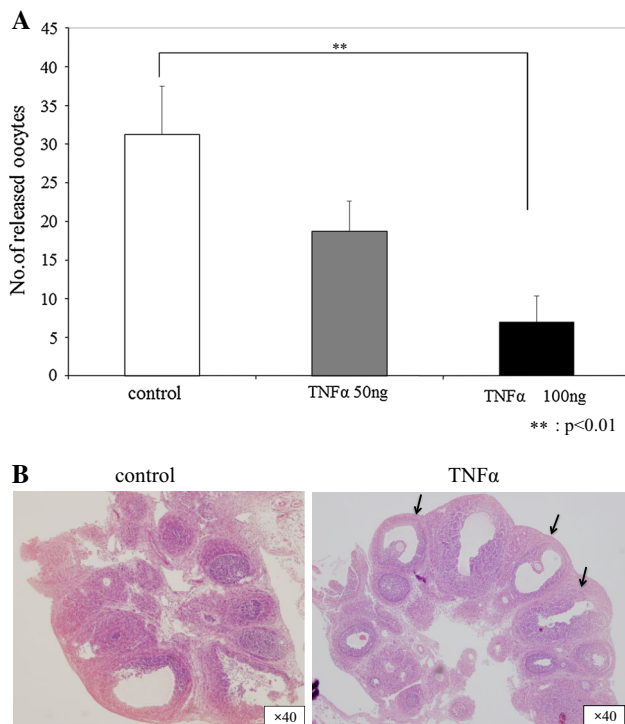 A
45
40
35
30
25
20
15
10
5
0
No.of released oocytes
**
control
TNFα 50ng
TNFα 100ng
** : p<0.01
B
control
TNFα
×40
×40